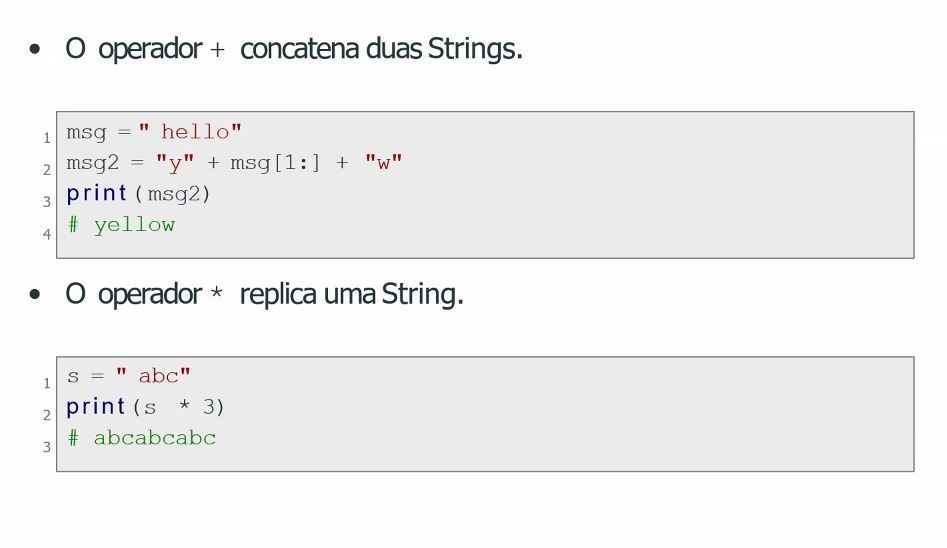 • O operador + concatena duas Strings.
1 msg = " hello"
2 msg2 = "y" + msg[1:] + "w"
3 print (msg2)
4 # yellow
• O operador * replica uma String.
1 s = " abc"
2 print (s * 3)
3 # abcabcabc